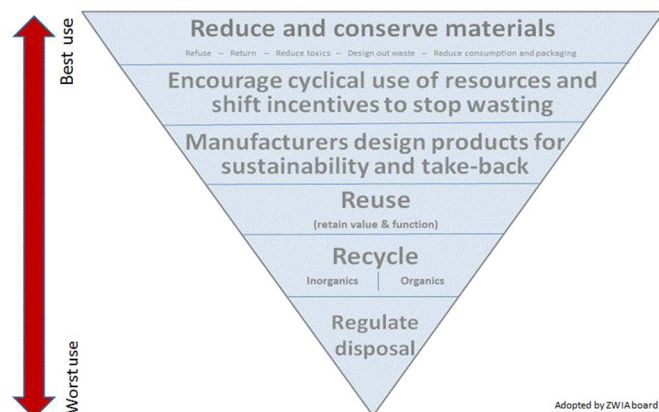 Best use
Reduce and conserve materials
Refuse – Return – Reduce toxics – Design out waste – Reduce consumption and packaging
Encourage cyclical use of resources and
shift incentives to stop wasting
Manufacturers design products for
sustainability and take-back
Reuse
(retain value & function)
Recycle
Inorganics
Organics
Regulate
disposal
Worst use
Adopted by ZWIA board